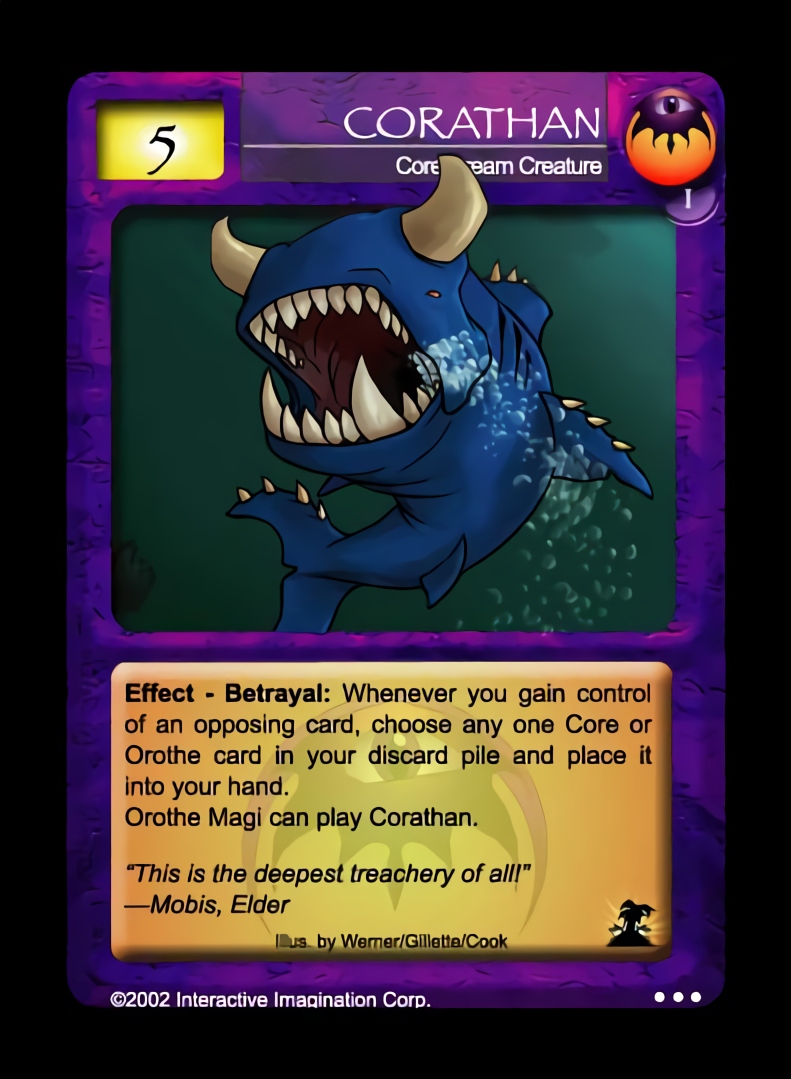 5
CORATHAN
Core Dream Creature
I
Effect - Betrayal: Whenever you gain control
of an opposing card, choose any one Core or
Orothe card in your discard pile and place it
into your hand.
Orothe Magi can play Corathan.
“This is the deepest treachery of all!”
—Mobis, Elder
Illus. by Werner/Gillette/Cook
©2002 Interactive Imagination Corp.